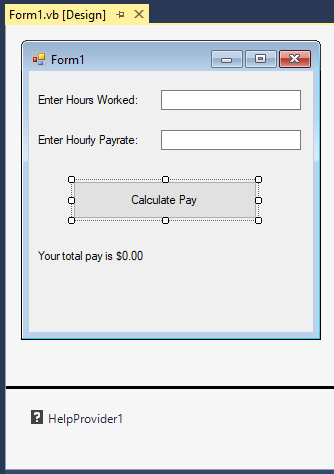 Form1.vb [Design]
Form1
Enter Hours Worked:
Enter Hourly Payrate:
Calculate Pay
Your total pay is $0.00
? HelpProvider1